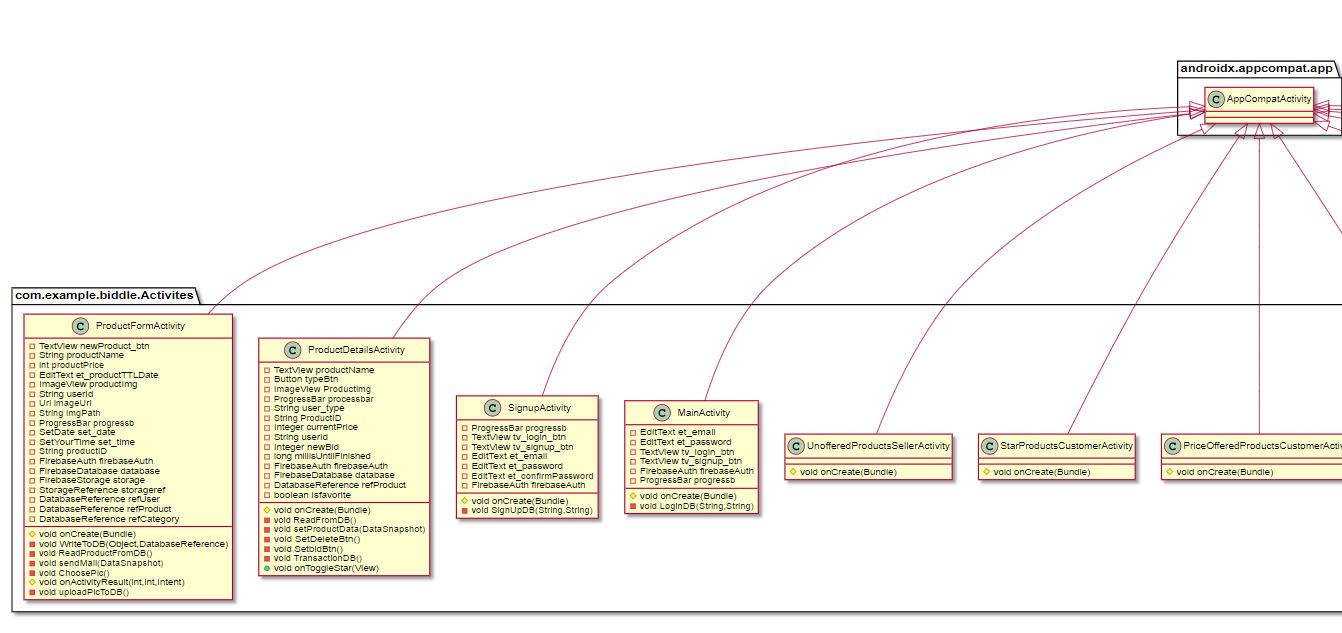 androidx.appcompat.app
C AppCompatActivity
com.example.biddle.Activites
C ProductFormActivity
TextView newProduct_btn
String productName
int productPrice
EditText et_productTTLDate
ImageView productImg
String userId
Uri imageUri
String imgPath
ProgressBar progressb
SetDate set_date
SetYourTime set_time
String productID
FirebaseAuth firebaseAuth
FirebaseDatabase database
FirebaseStorage storage
StorageReference storageref
DatabaseReference refUser
DatabaseReference refProduct
DatabaseReference refCategory
void onCreate(Bundle)
void WriteToDB(Object,DatabaseReference)
void ReadProductFromDB()
void sendMail(DataSnapshot)
void ChoosePic()
void onActivityResult(int,int,Intent)
void uploadPicToDB()
C ProductDetailsActivity
TextView productName
Button typeBtn
ImageView ProductImg
ProgressBar processbar
String user_type
String ProductID
Integer currentPrice
String userId
Integer newBid
long millisUntilFinished
FirebaseAuth firebaseAuth
FirebaseDatabase database
DatabaseReference refProduct
boolean isfavorite
void onCreate(Bundle)
void ReadFromDB()
void setProductData(DataSnapshot)
void SetDeleteBtn()
void SetbidBtn()
void TransactionDB()
void onToggleStar(View)
C SignupActivity
ProgressBar progressb
TextView tv_login_btn
TextView tv_signup_btn
EditText et_email
EditText et_password
EditText et_confirmPassword
FirebaseAuth firebaseAuth
void onCreate(Bundle)
void SignUpDB(String,String)
C MainActivity
EditText et_email
EditText et_password
TextView tv_login_btn
TextView tv_signup_btn
FirebaseAuth firebaseAuth
ProgressBar progressb
void onCreate(Bundle)
void LoginDB(String,String)
C UnofferedProductsSellerActivity
void onCreate(Bundle)
C StarProductsCustomerActivity
void onCreate(Bundle)
C PriceOfferedProductsCustomerActiv
void onCreate(Bundle)